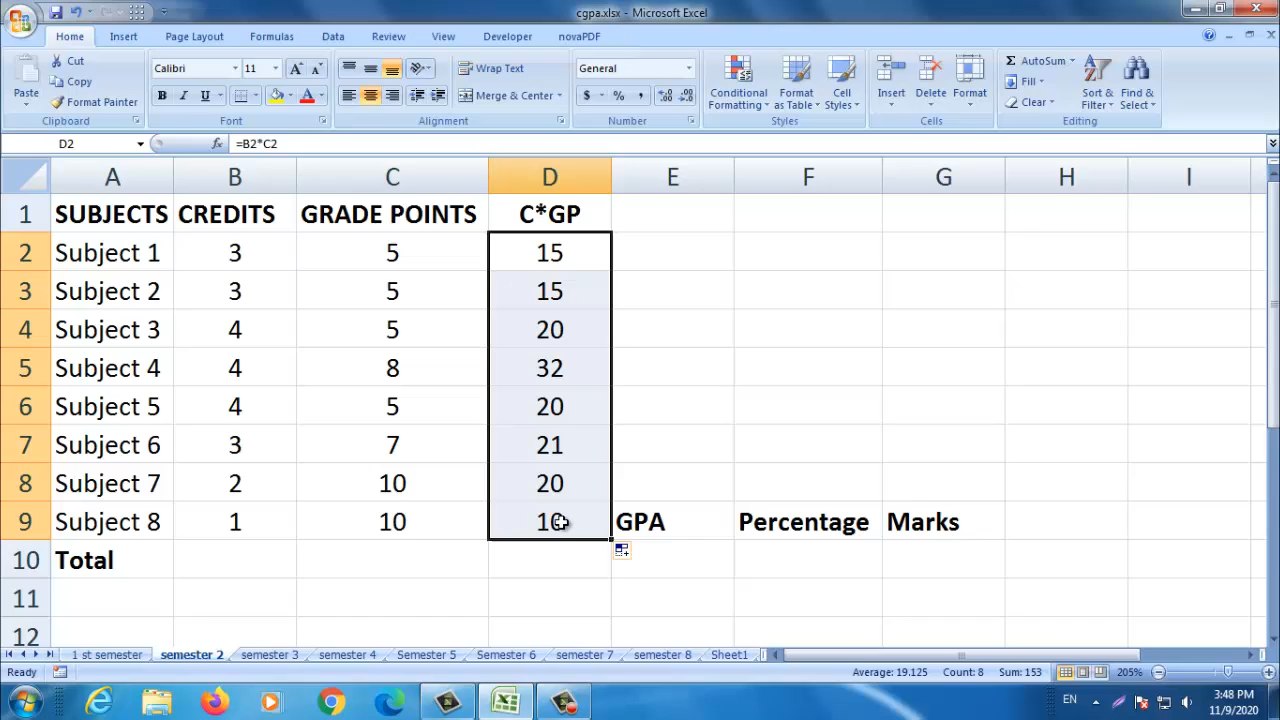 cgpa.xlsx - Microsoft Excel
Home Insert Page Layout Formulas Data Review View Developer novaPDF
Paste Cut Calibri 11 A A Wrap Text General Conditional Formatting Format as Table Cell Styles Insert Delete Format AutoSum Sort & Filter Find & Select
Copy Fill
Format Painter B I U A Merge & Center $ % , Clear
Clipboard Font Alignment Number Styles Cells Editing
D2 fx =B2*C2
A B C D E F G H I
1 SUBJECTS CREDITS GRADE POINTS C*GP
2 Subject 1 3 5 15
3 Subject 2 3 5 15
4 Subject 3 4 5 20
5 Subject 4 4 8 32
6 Subject 5 4 5 20
7 Subject 6 3 7 21
8 Subject 7 2 10 20
9 Subject 8 1 10 10 GPA Percentage Marks
10 Total
11
12
1 st semester semester 2 semester 3 semester 4 Semester 5 Semester 6 semester 7 semester 8 Sheet1
Ready Average: 19.125 Count: 8 Sum: 153 205%
EN 3:48 PM
11/9/2020